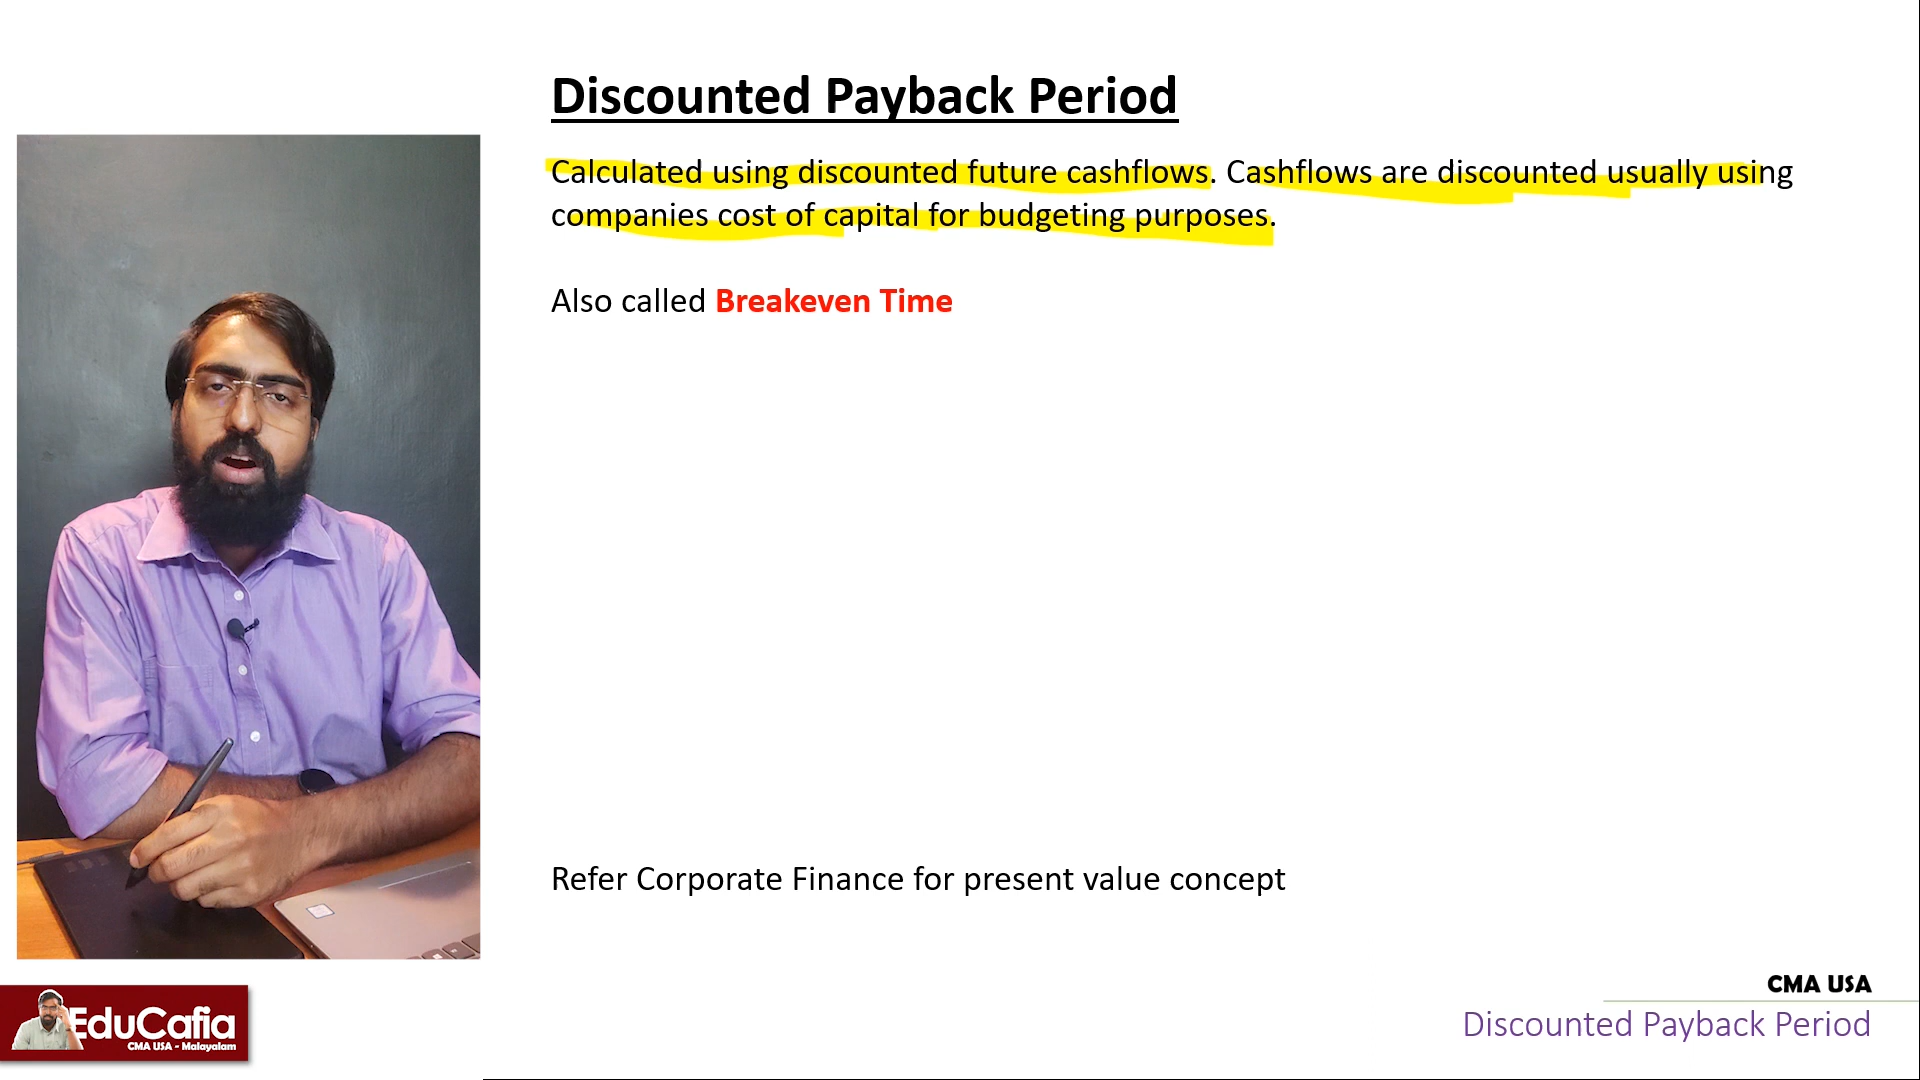 Discounted Payback Period
Calculated using discounted future cashflows. Cashflows are discounted usually using
companies cost of capital for budgeting purposes.
Also called Breakeven Time
Refer Corporate Finance for present value concept
CMA USA
Discounted Payback Period
EduCafia
CMA USA - Malayalam